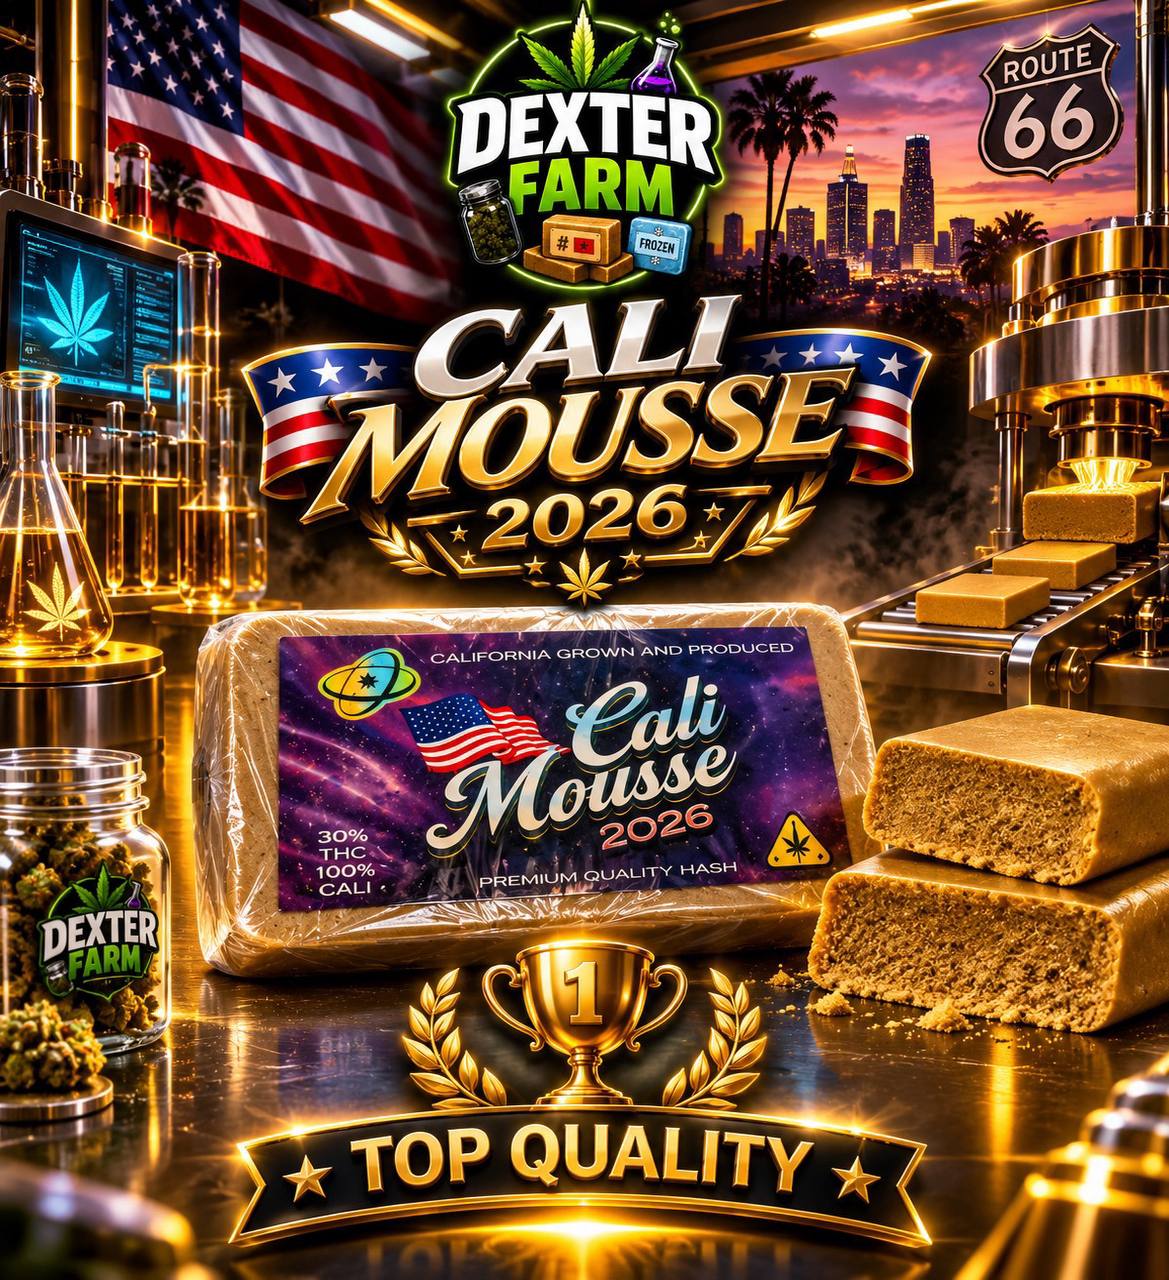 DEXTER
FARM
#
FROZEN
ROUTE
66
CALI
MOUSSE
2026
CALIFORNIA GROWN AND PRODUCED
Cali
Mousse
2026
30%
THC
100%
CALI
PREMIUM QUALITY HASH
DEXTER
FARM
1
TOP QUALITY